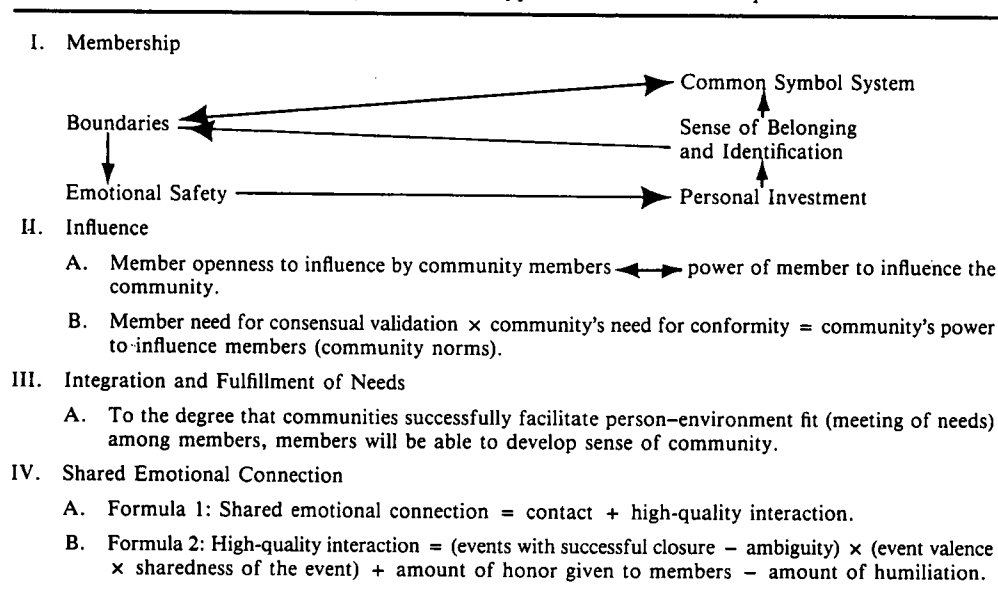 I. Membership
Common Symbol System
Boundaries
Sense of Belonging
and Identification
Emotional Safety
Personal Investment
II. Influence
A. Member openness to influence by community members ◄─► power of member to influence the
community.
B. Member need for consensual validation × community's need for conformity = community's power
to influence members (community norms).
III. Integration and Fulfillment of Needs
A. To the degree that communities successfully facilitate person–environment fit (meeting of needs)
among members, members will be able to develop sense of community.
IV. Shared Emotional Connection
A. Formula 1: Shared emotional connection = contact + high-quality interaction.
B. Formula 2: High-quality interaction = (events with successful closure − ambiguity) × (event valence
× sharedness of the event) + amount of honor given to members − amount of humiliation.